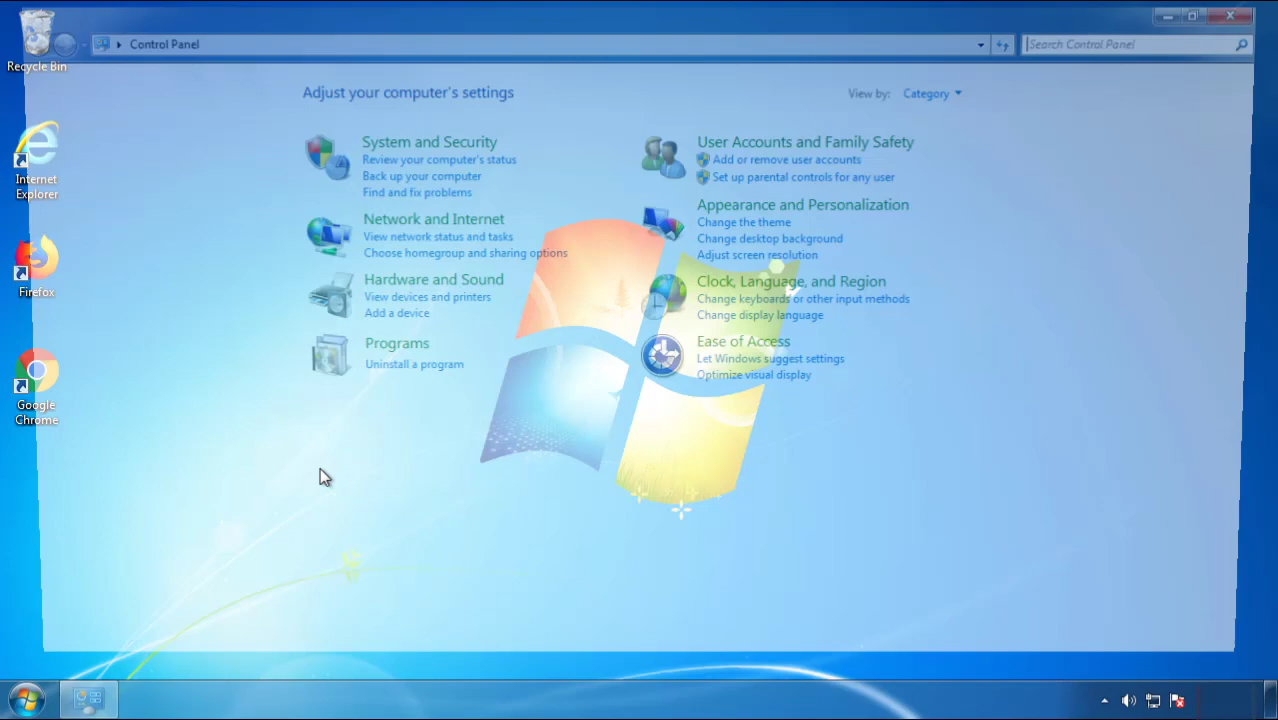 Recycle Bin
Internet
Explorer
Firefox
Google
Chrome
Control Panel
Search Control Panel
Adjust your computer's settings
View by: Category
System and Security
Review your computer's status
Back up your computer
Find and fix problems
Network and Internet
View network status and tasks
Choose homegroup and sharing options
Hardware and Sound
View devices and printers
Add a device
Programs
Uninstall a program
User Accounts and Family Safety
Add or remove user accounts
Set up parental controls for any user
Appearance and Personalization
Change the theme
Change desktop background
Adjust screen resolution
Clock, Language, and Region
Change keyboards or other input methods
Change display language
Ease of Access
Let Windows suggest settings
Optimize visual display